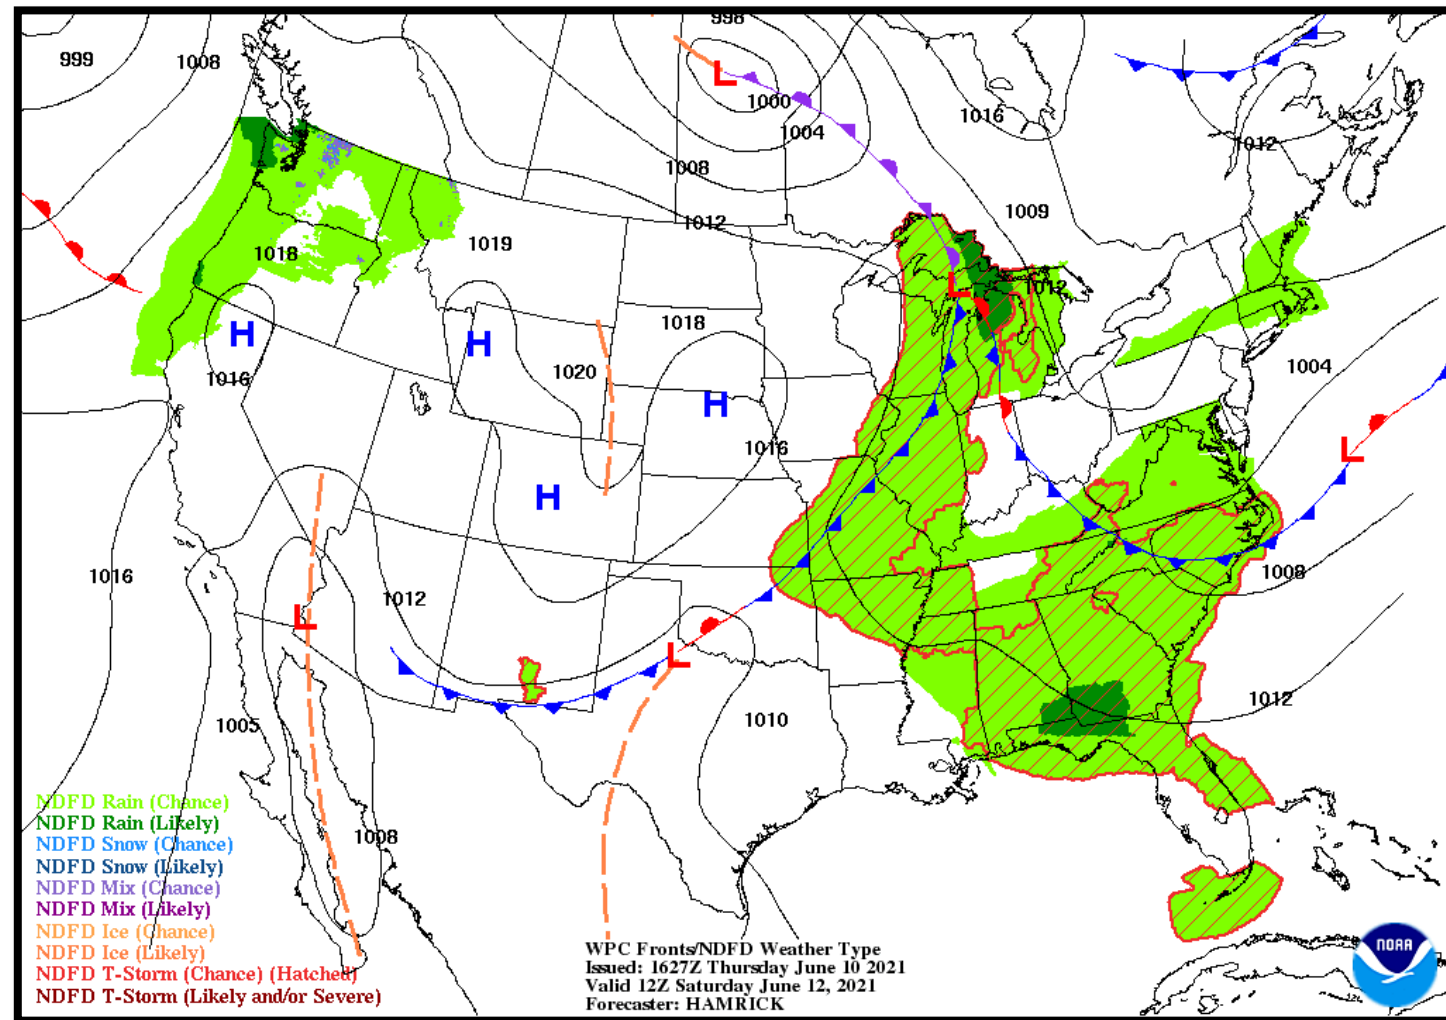 998
999
1008
L
1000
1016
1004
1012
1008
1009
1012
1019
1018
L
1012
1018
H
H
1004
1020
1016
H
1016
L
H
1016
1008
1012
L
L
1012
1005
1010
1008
NDFD Rain (Chance)
NDFD Rain (Likely)
NDFD Snow (Chance)
NDFD Snow (Likely)
NDFD Mix (Chance)
NDFD Mix (Likely)
NDFD Ice (Chance)
NDFD Ice (Likely)
NDFD T-Storm (Chance) (Hatched)
NDFD T-Storm (Likely and/or Severe)
WPC Fronts/NDFD Weather Type
Issued: 1627Z Thursday June 10 2021
Valid 12Z Saturday June 12, 2021
Forecaster: HAMRICK
NOAA